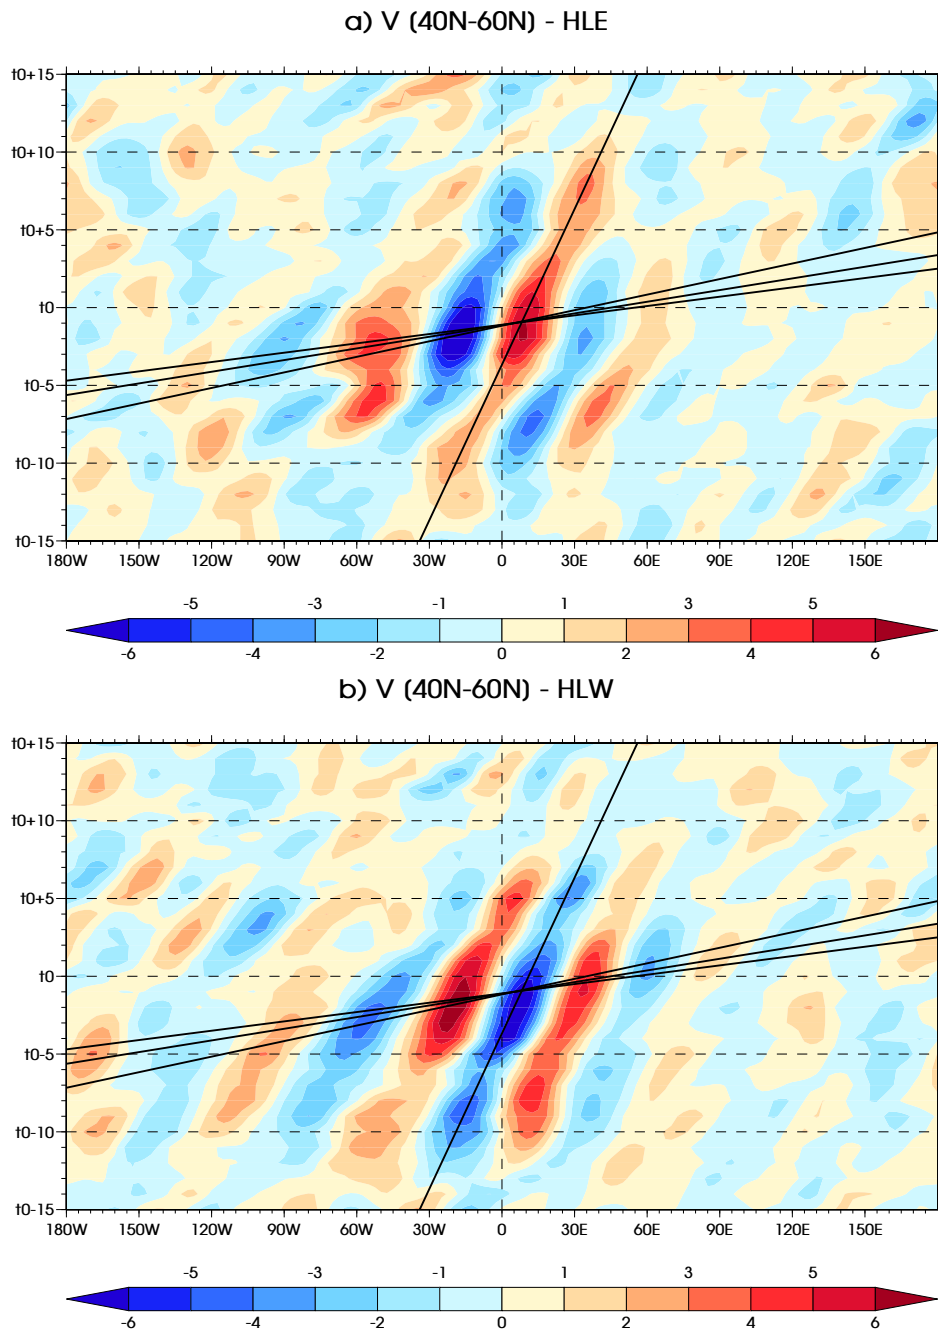 a) V (40N-60N) - HLE
t0+15
t0+10
t0+5
t0
t0-5
t0-10
t0-15
180W 150W 120W 90W 60W 30W 0 30E 60E 90E 120E 150E
-5 -3 -1 1 3 5
-6 -4 -2 0 2 4 6
b) V (40N-60N) - HLW
t0+15
t0+10
t0+5
t0
t0-5
t0-10
t0-15
180W 150W 120W 90W 60W 30W 0 30E 60E 90E 120E 150E
-5 -3 -1 1 3 5
-6 -4 -2 0 2 4 6